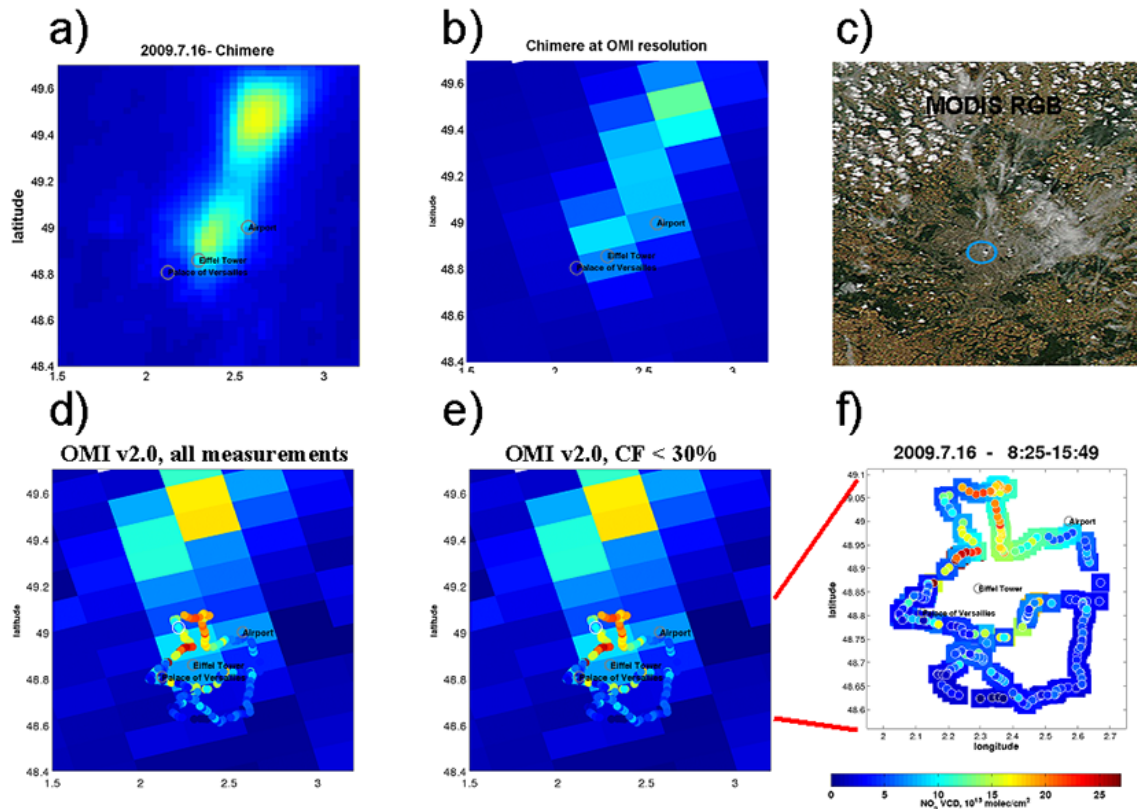 a)
2009.7.16- Chimere
latitude
49.6
49.4
49.2
49
48.8
48.6
48.4
1.5
2
2.5
3
Airport
Eiffel Tower
Palace of Versailles
b)
Chimere at OMI resolution
latitude
49.6
49.4
49.2
49
48.8
48.6
48.4
1.5
2
2.5
3
Airport
Eiffel Tower
Palace of Versailles
c)
MODIS RGB
d)
OMI v2.0, all measurements
latitude
49.6
49.4
49.2
49
48.8
48.6
48.4
2
2.5
3
Airport
Eiffel Tower
Palace of Versailles
e)
OMI v2.0, CF < 30%
latitude
49.6
49.4
49.2
49
48.8
48.6
48.4
2
2.5
3
Airport
Eiffel Tower
Palace of Versailles
f)
2009.7.16 - 8:25-15:49
latitude
49.1
49.05
49
48.95
48.9
48.85
48.8
48.75
48.7
48.65
48.6
2
2.1
2.2
2.3
2.4
2.5
2.6
2.7
longitude
Airport
Eiffel Tower
Palace of Versailles
0
5
10
15
20
25
NO₂ VCD, 10¹⁵ molec/cm²